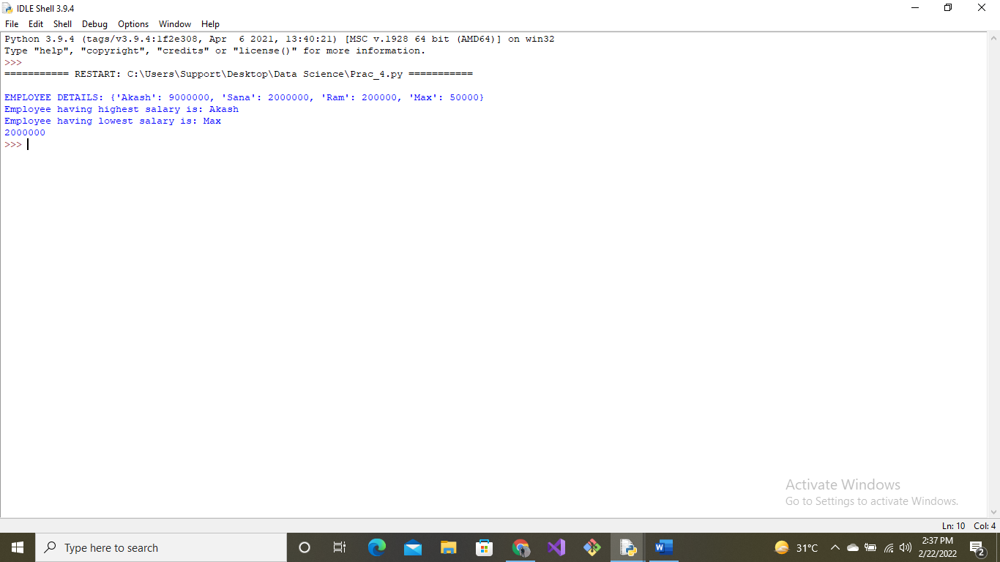 IDLE Shell 3.9.4
File Edit Shell Debug Options Window Help
Python 3.9.4 (tags/v3.9.4:1f2e308, Apr  6 2021, 13:40:21) [MSC v.1928 64 bit (AMD64)] on win32
Type "help", "copyright", "credits" or "license()" for more information.
>>>
=========== RESTART: C:\Users\Support\Desktop\Data Science\Prac_4.py ===========
EMPLOYEE DETAILS: {'Akash': 9000000, 'Sana': 2000000, 'Ram': 200000, 'Max': 50000}
Employee having highest salary is: Akash
Employee having lowest salary is: Max
2000000
>>>
Activate Windows
Go to Settings to activate Windows.
Ln: 10 Col: 4
Type here to search
31°C
2:37 PM
2/22/2022
2